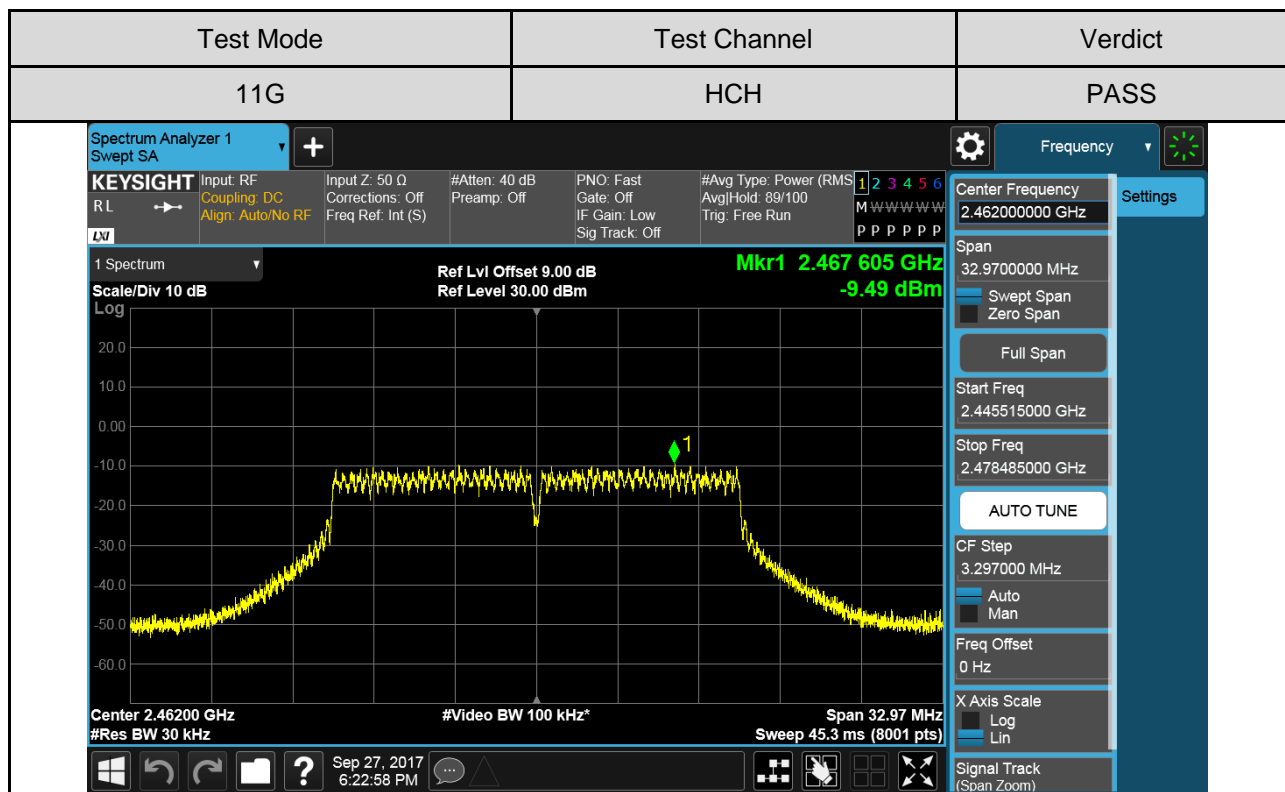 Test Mode Test Channel Verdict
11G HCH PASS
Spectrum Analyzer 1
Swept SA
+
Frequency
KEYSIGHT Input: RF Input Z: 50 Ω #Atten: 40 dB PNO: Fast #Avg Type: Power (RMS 1 2 3 4 5 6
RL Coupling: DC Corrections: Off Preamp: Off Gate: Off Avg|Hold: 89/100 M W W W W W
Align: Auto/No RF Freq Ref: Int (S) IF Gain: Low Trig: Free Run
LXI Sig Track: Off P P P P P P
Center Frequency
2.462000000 GHz
Settings
1 Spectrum
Ref Lvl Offset 9.00 dB
Mkr1 2.467 605 GHz
Scale/Div 10 dB
Ref Level 30.00 dBm
-9.49 dBm
Log
20.0
10.0
0.00
-10.0
-20.0
-30.0
-40.0
-50.0
-60.0
1
Center 2.46200 GHz
#Video BW 100 kHz*
Span 32.97 MHz
#Res BW 30 kHz
Sweep 45.3 ms (8001 pts)
Span
32.9700000 MHz
Swept Span
Zero Span
Full Span
Start Freq
2.445515000 GHz
Stop Freq
2.478485000 GHz
AUTO TUNE
CF Step
3.297000 MHz
Auto
Man
Freq Offset
0 Hz
X Axis Scale
Log
Lin
Signal Track
(Span Zoom)
?
Sep 27, 2017
6:22:58 PM